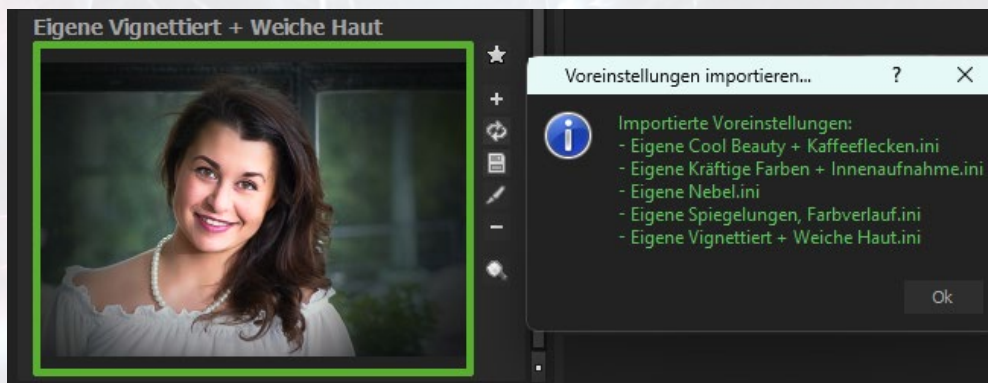 Eigene Vignettiert + Weiche Haut
Voreinstellungen importieren...
Importierte Voreinstellungen:
- Eigene Cool Beauty + Kaffeeflecken.ini
- Eigene Kräftige Farben + Innenaufnahme.ini
- Eigene Nebel.ini
- Eigene Spiegelungen, Farbverlauf.ini
- Eigene Vignettiert + Weiche Haut.ini
Ok